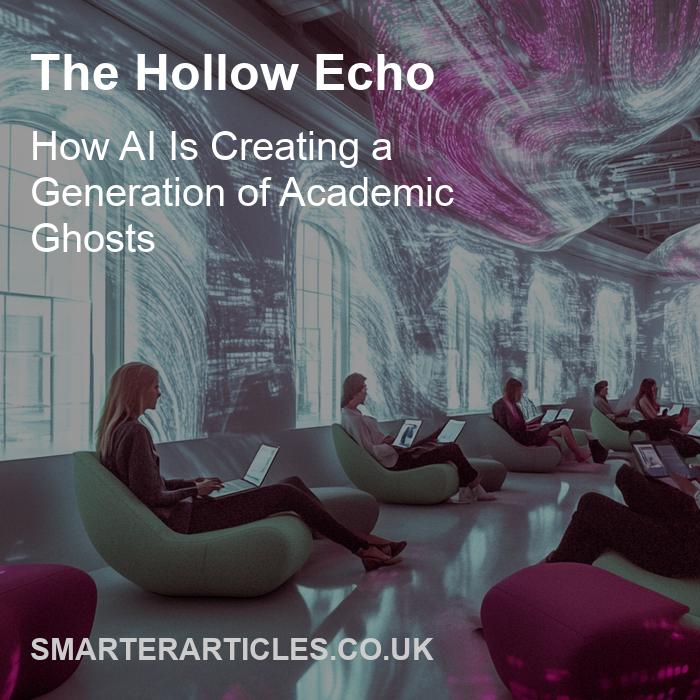 The Hollow Echo
How AI Is Creating a
Generation of Academic
Ghosts
SMARTERARTICLES.CO.UK